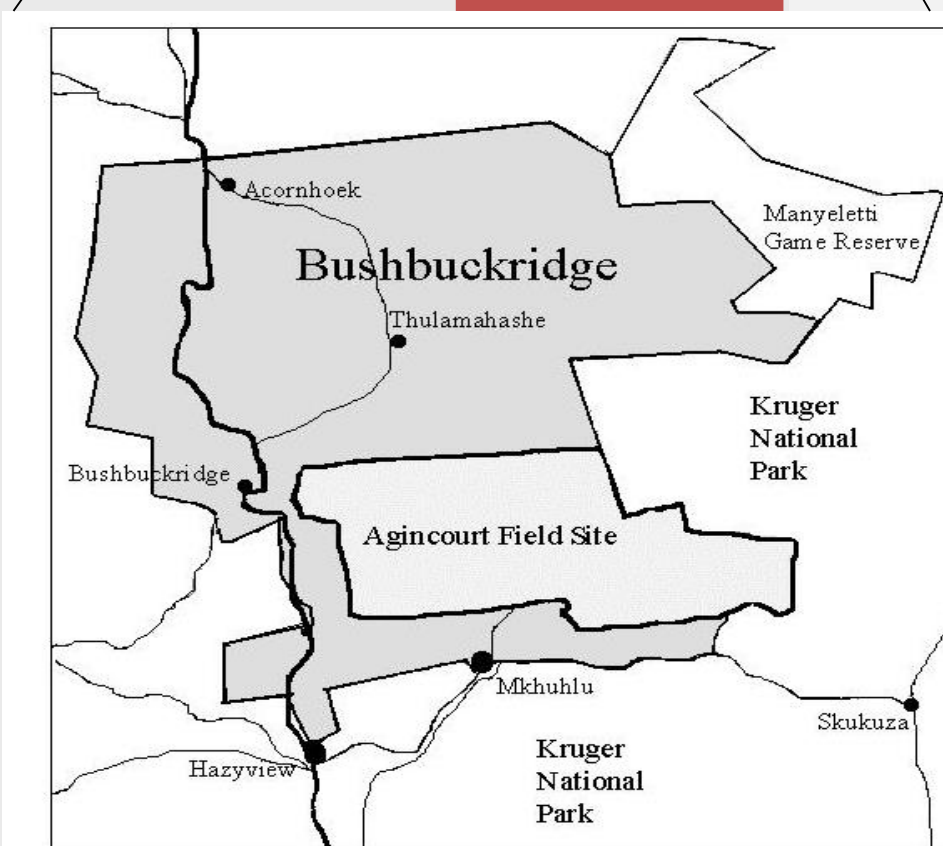 Acornhoek
Manyeletti
Game Reserve
Bushbuckridge
Thulamahashe
Kruger
National
Park
Bushbuckridge
Agincourt Field Site
Mkhuhlu
Skukuza
Hazyview
Kruger
National
Park